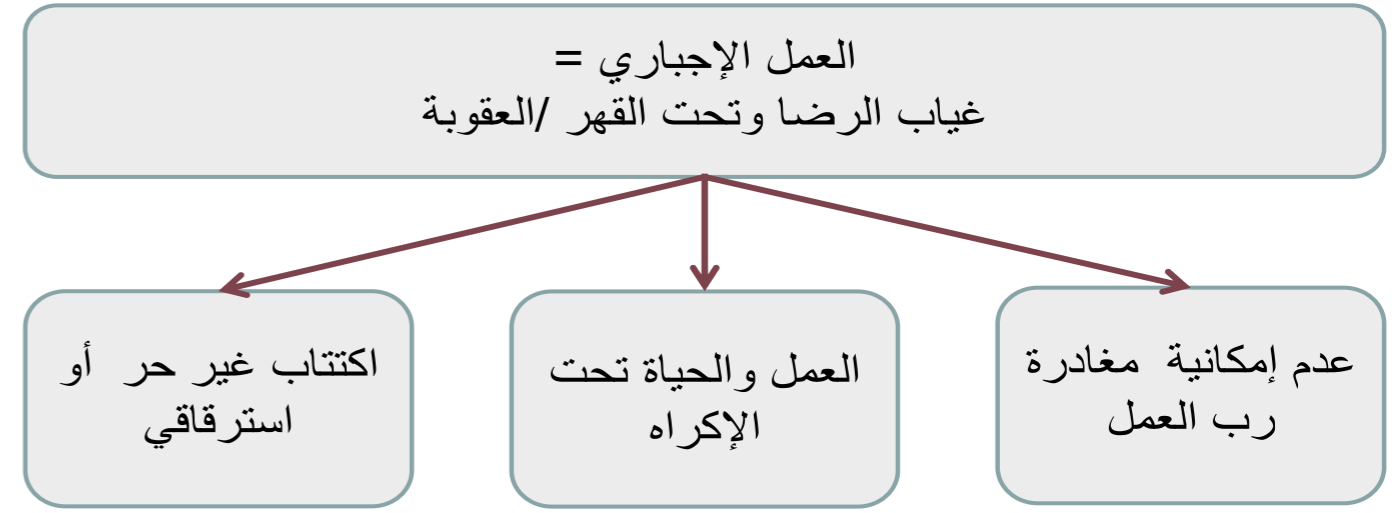 العمل الإجباري =
غياب الرضا وتحت القهر /العقوبة
عدم إمكانية مغادرة
رب العمل
العمل والحياة تحت
الإكراه
اكتتاب غير حر أو
استرقاقي